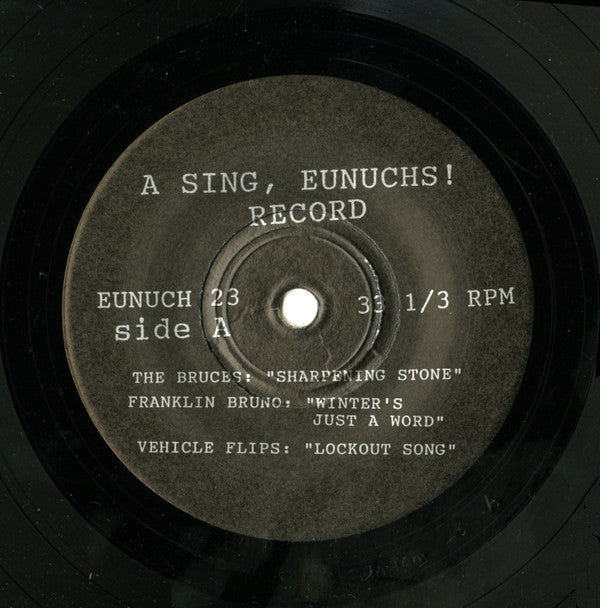 A SING, EUNUCHS!
RECORD
EUNUCH 23 33 1/3 RPM
side A
THE BRUCES: "SHARPENING STONE"
FRANKLIN BRUNO: "WINTER'S
JUST A WORD"
VEHICLE FLIPS: "LOCKOUT SONG"